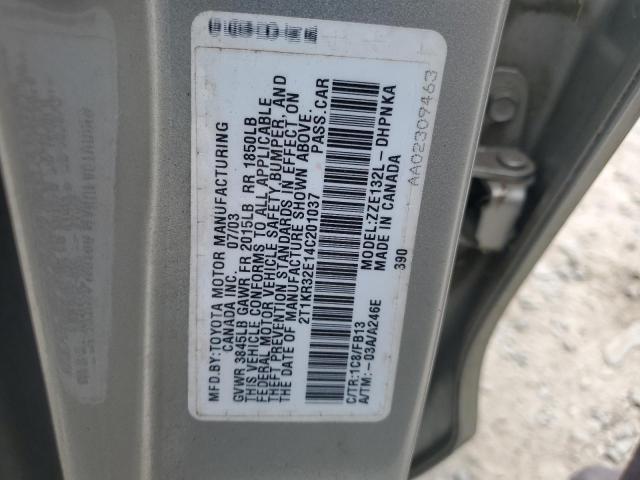 MFD.BY:TOYOTA MOTOR MANUFACTURING
CANADA INC. 07/03
GVWR 3845LB GAWR FR 2015LB RR 1850LB
THIS VEHICLE CONFORMS TO ALL APPLICABLE
FEDERAL MOTOR VEHICLE SAFETY,BUMPER, AND
THEFT PREVENTION STANDARDS IN EFFECT ON
THE DATE OF MANUFACTURE SHOWN ABOVE.
2T1KR32E14C201037 PASS.CAR
C/TR:1C8/FB13 MODEL:ZZE132L-DHPNKA
A/TM:-03A/A246E MADE IN CANADA
390
AA02309463